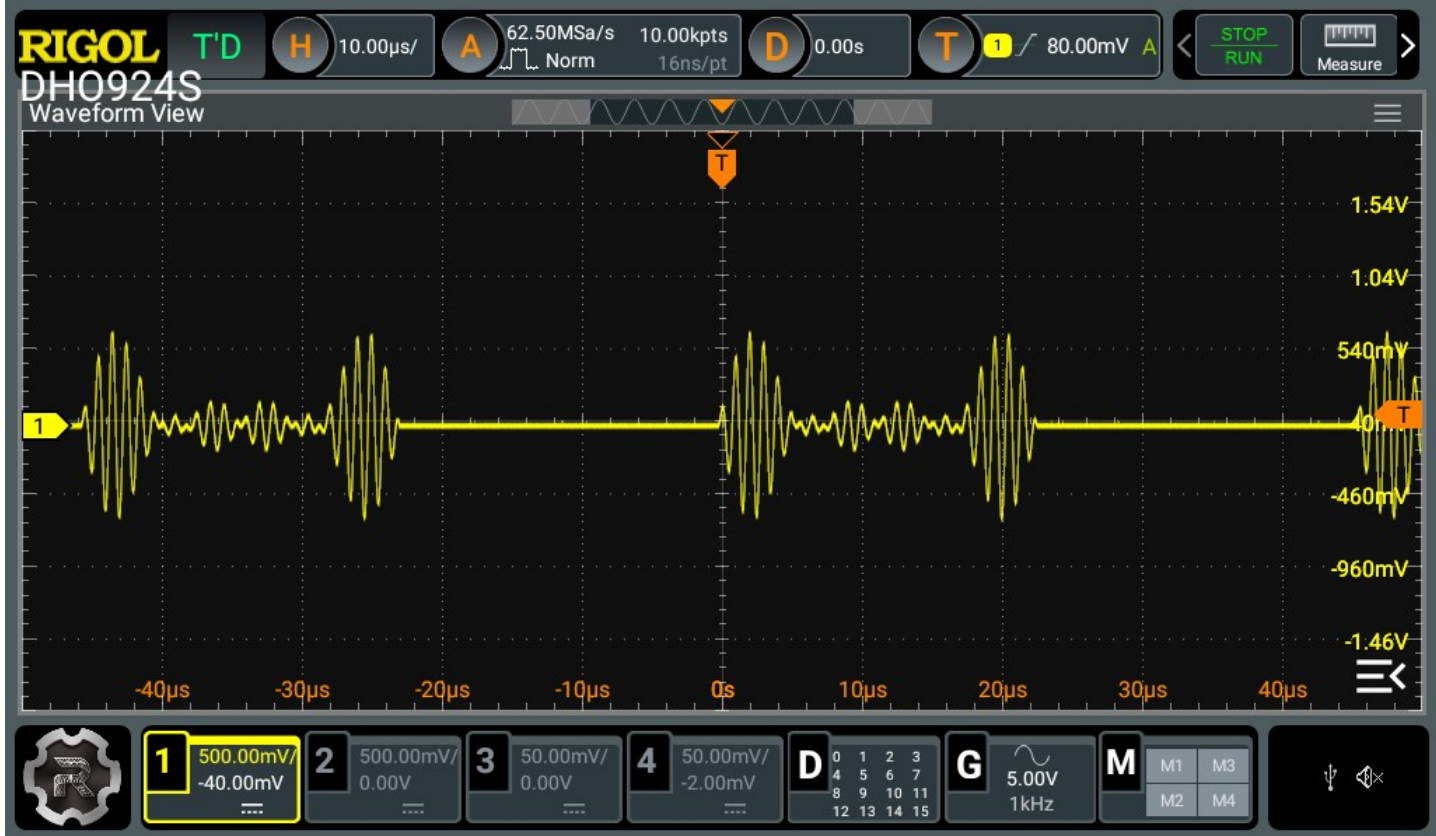 RIGOL T'D H 10.00µs/ A 62.50MSa/s 10.00kpts D 0.00s T 1 80.00mV A STOP Measure
Norm 16ns/pt RUN
DHO924S
Waveform View
T
1.54V
1.04V
540mV
1 40mV T
-460mV
-960mV
-1.46V
-40µs -30µs -20µs -10µs 0s 10µs 20µs 30µs 40µs
1 500.00mV/ 2 500.00mV/ 3 50.00mV/ 4 50.00mV/ D 0 1 2 3 G M M1 M3
-40.00mV 0.00V 0.00V -2.00mV 4 5 6 7 5.00V
8 9 10 11 1kHz M2 M4
12 13 14 15
R